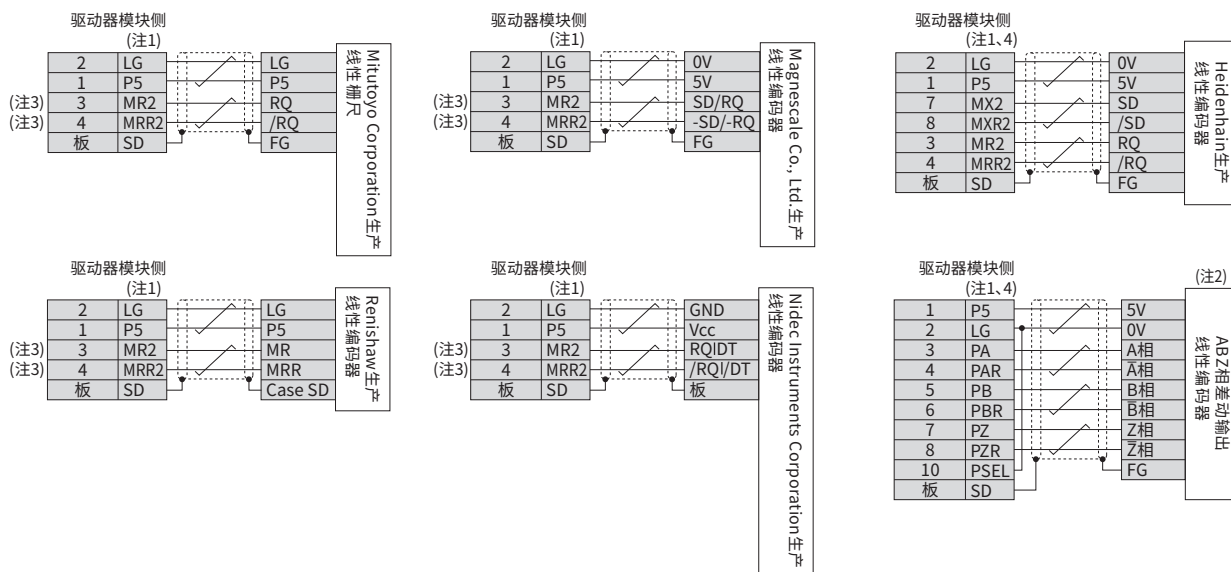 驱动器模块侧
(注1)
2 LG LG
1 P5 P5
(注3) 3 MR2 RQ
(注3) 4 MRR2 /RQ
板 SD FG
Mitutoyo Corporation生产
线性栅尺
驱动器模块侧
(注1)
2 LG 0V
1 P5 5V
(注3) 3 MR2 SD/RQ
(注3) 4 MRR2 -SD/-RQ
板 SD FG
Magnescale Co., Ltd.生产
线性编码器
驱动器模块侧
(注1、4)
2 LG 0V
1 P5 5V
7 MX2 SD
8 MXR2 /SD
3 MR2 RQ
4 MRR2 /RQ
板 SD FG
Heidenhain生产
线性编码器
驱动器模块侧
(注1)
2 LG LG
1 P5 P5
(注3) 3 MR2 MR
(注3) 4 MRR2 MRR
板 SD Case SD
Renishaw生产
线性编码器
驱动器模块侧
(注1)
2 LG GND
1 P5 Vcc
(注3) 3 MR2 RQIDT
(注3) 4 MRR2 /RQI/DT
板 SD 板
Nidec Instruments Corporation生产
线性编码器
驱动器模块侧
(注1、4)
(注2)
1 P5 5V
2 LG 0V
3 PA A相
4 PAR A̅相
5 PB B相
6 PBR B̅相
7 PZ Z相
8 PZR Z̅相
10 PSEL FG
板 SD
ABZ相差动输出
线性编码器